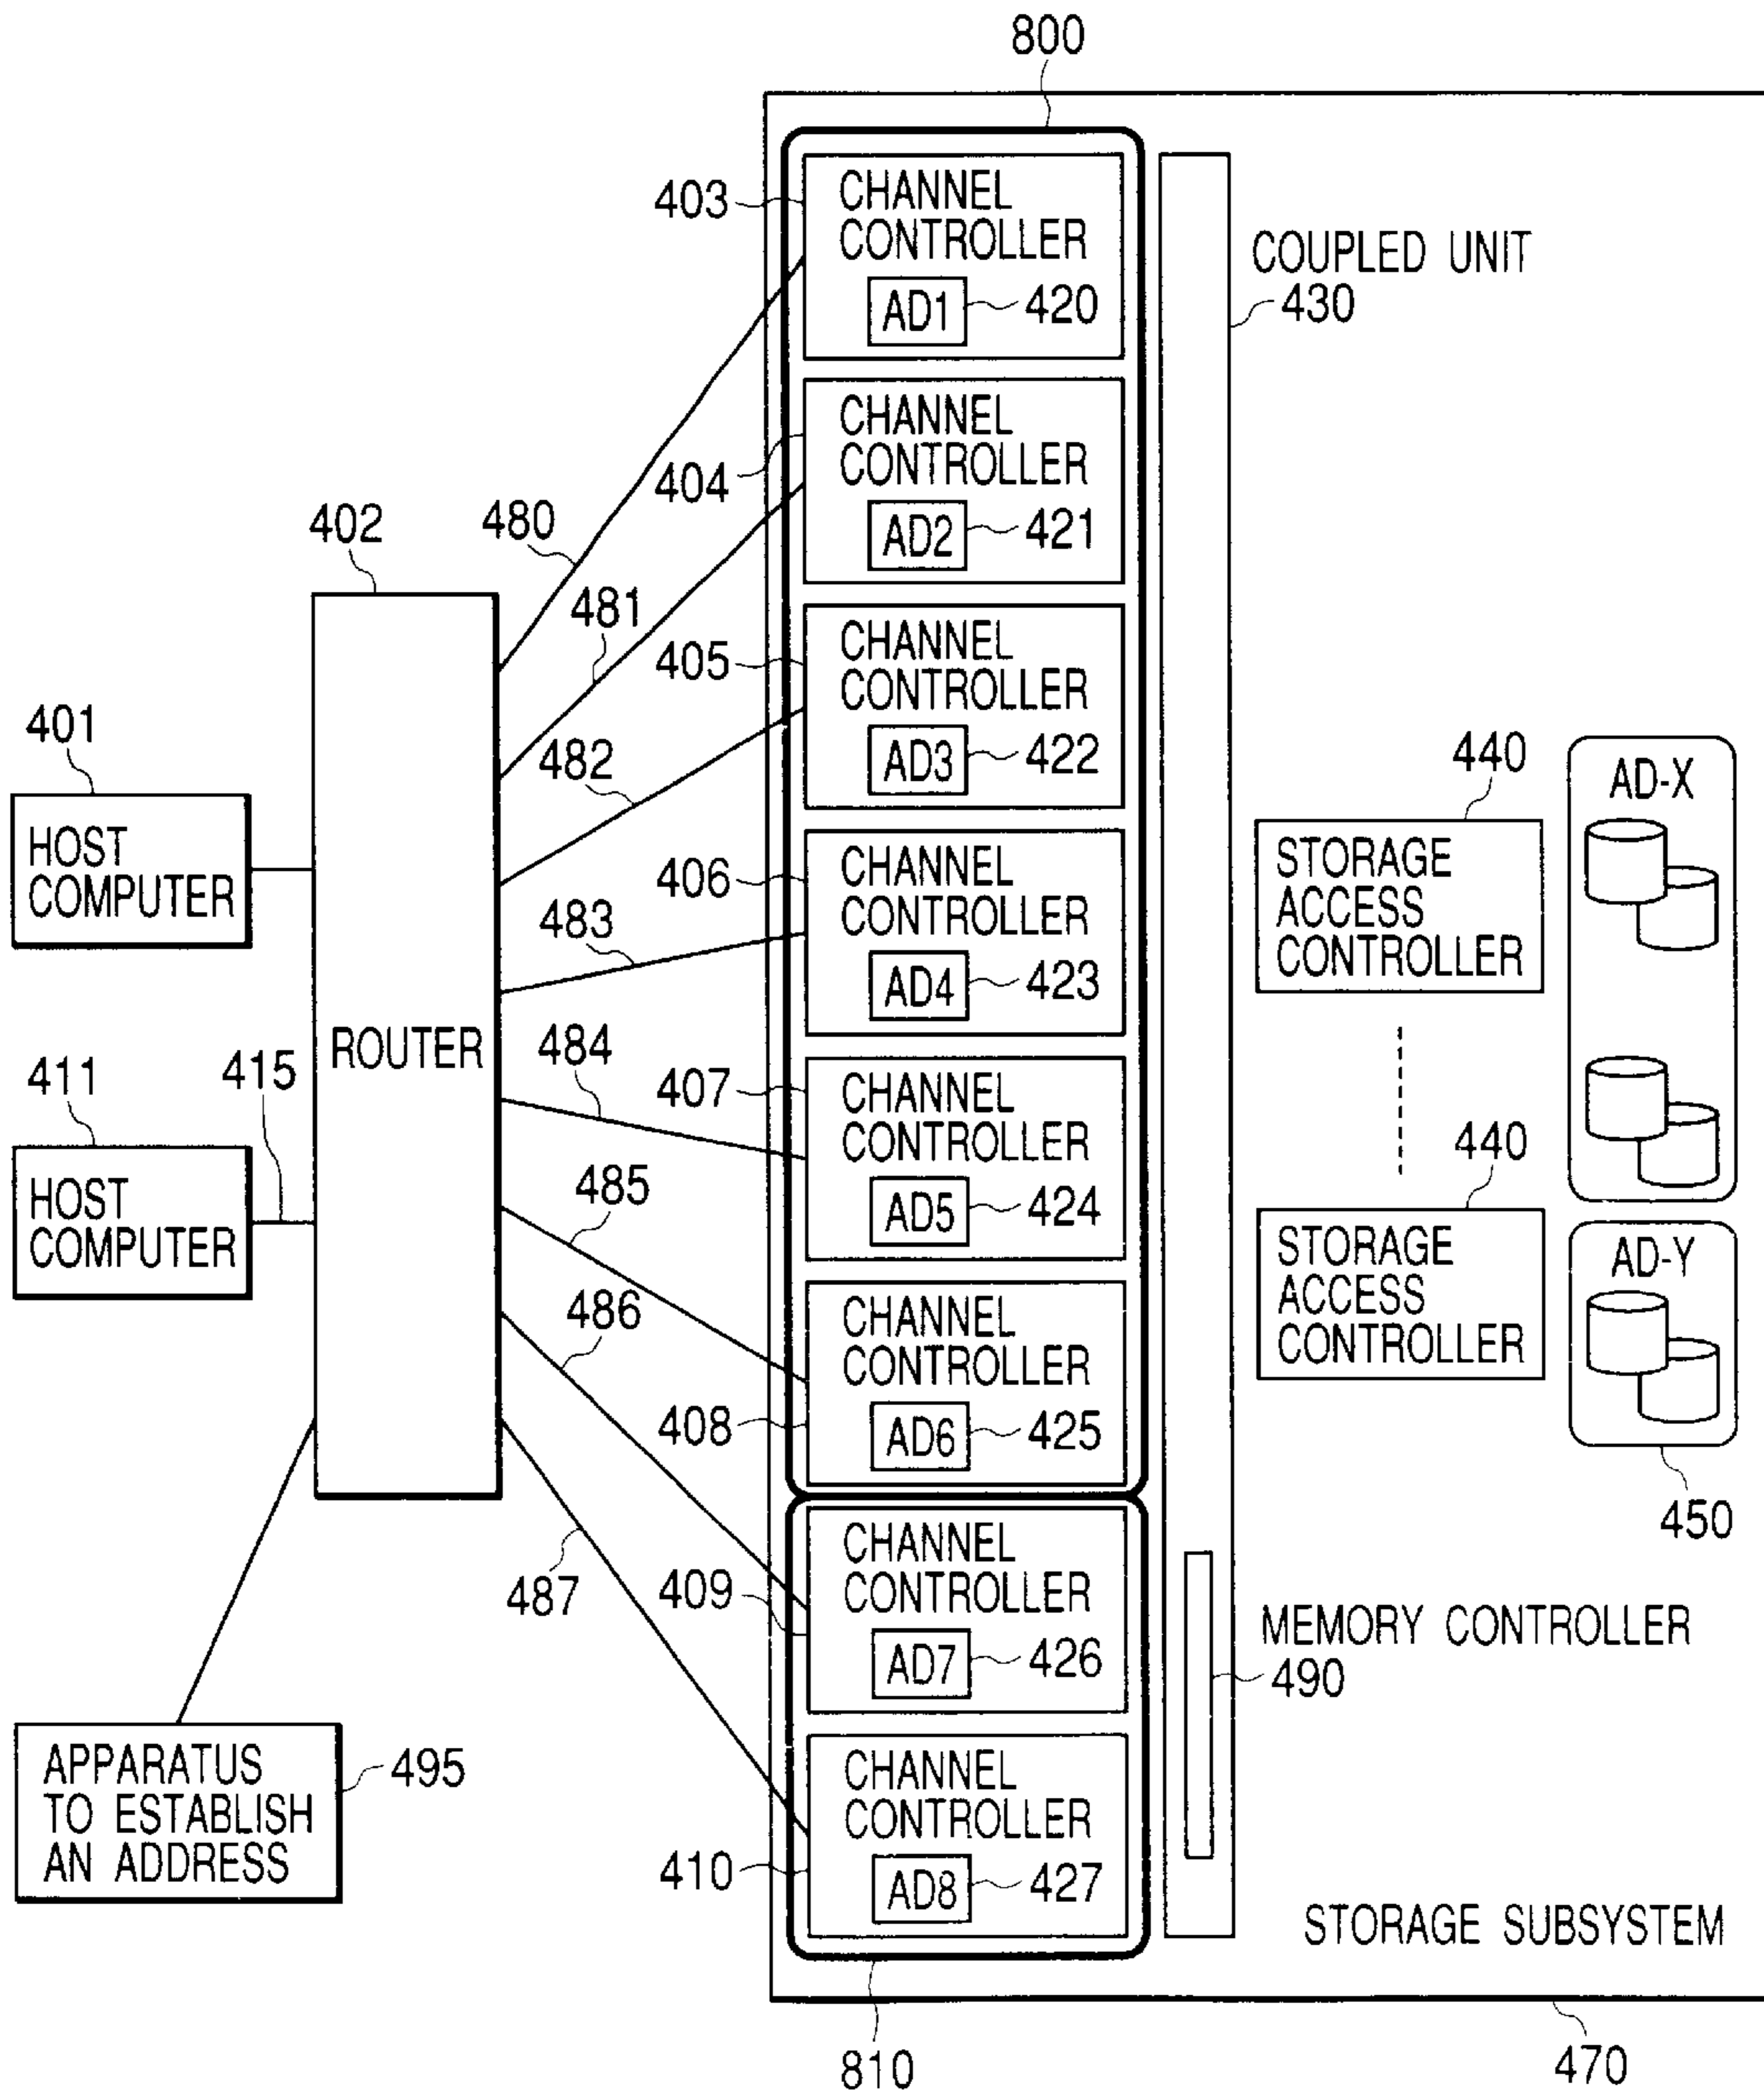 800
403
CHANNEL
CONTROLLER
AD1
420
COUPLED UNIT
430
404
CHANNEL
CONTROLLER
AD2
421
402
480
481
405
CHANNEL
CONTROLLER
AD3
422
401
HOST
COMPUTER
482
440
STORAGE
ACCESS
CONTROLLER
AD-X
406
CHANNEL
CONTROLLER
AD4
423
483
ROUTER
484
411
415
HOST
COMPUTER
407
CHANNEL
CONTROLLER
AD5
424
440
STORAGE
ACCESS
CONTROLLER
AD-Y
450
485
486
408
CHANNEL
CONTROLLER
AD6
425
487
409
CHANNEL
CONTROLLER
AD7
426
MEMORY CONTROLLER
490
APPARATUS
TO ESTABLISH
AN ADDRESS
495
410
CHANNEL
CONTROLLER
AD8
427
STORAGE SUBSYSTEM
810
470